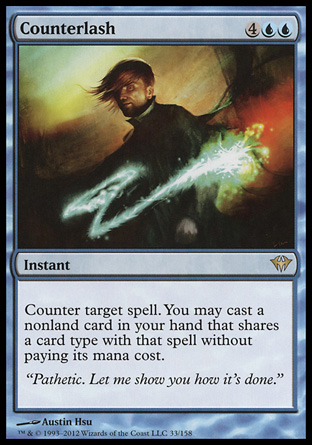 Counterlash 4
Instant
Counter target spell. You may cast a
nonland card in your hand that shares
a card type with that spell without
paying its mana cost.
“Pathetic. Let me show you how it’s done.”
Austin Hsu
™ & © 1993–2012 Wizards of the Coast LLC 33/158